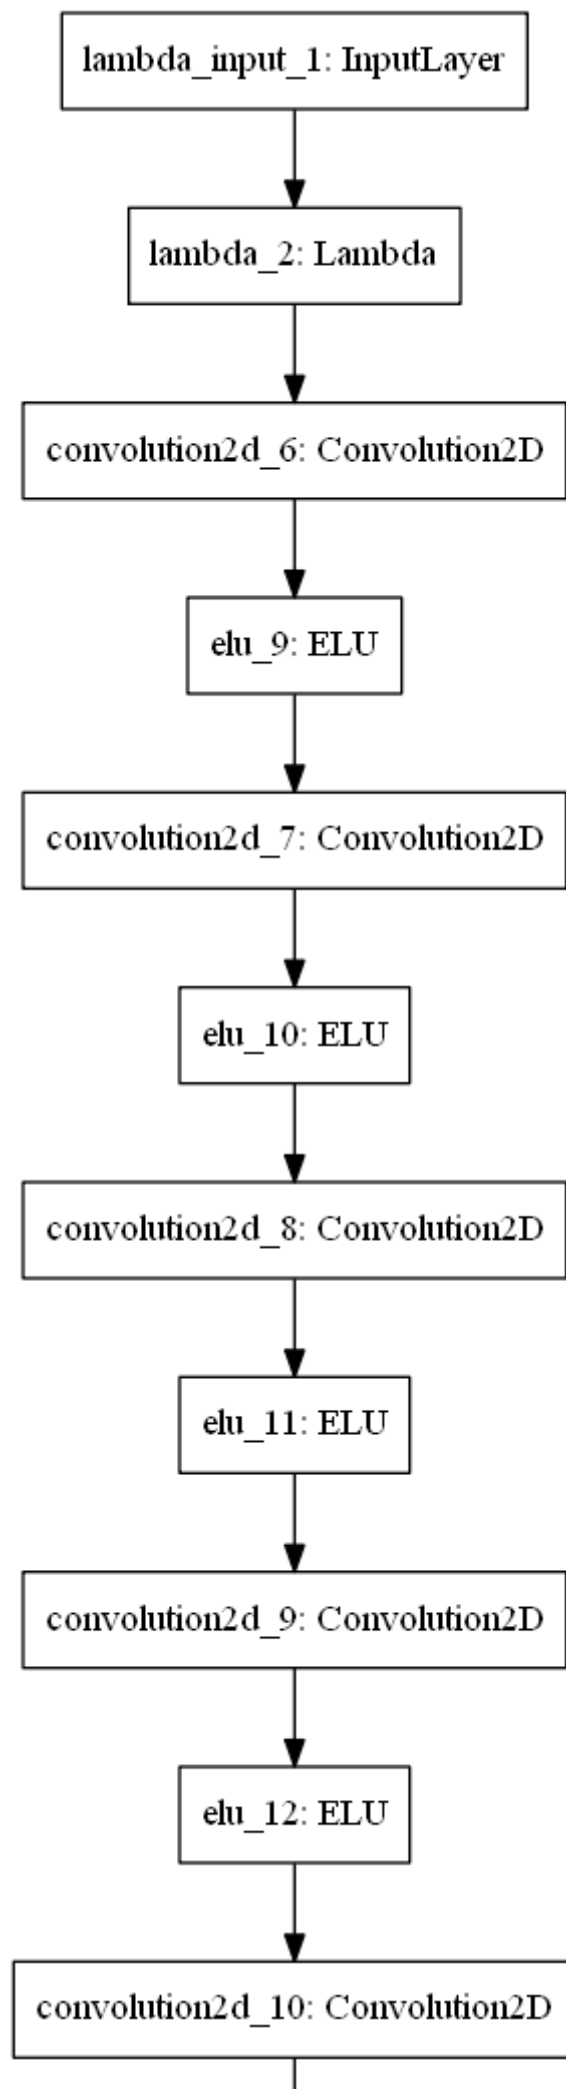 lambda_input_1: InputLayer
lambda_2: Lambda
convolution2d_6: Convolution2D
elu_9: ELU
convolution2d_7: Convolution2D
elu_10: ELU
convolution2d_8: Convolution2D
elu_11: ELU
convolution2d_9: Convolution2D
elu_12: ELU
convolution2d_10: Convolution2D